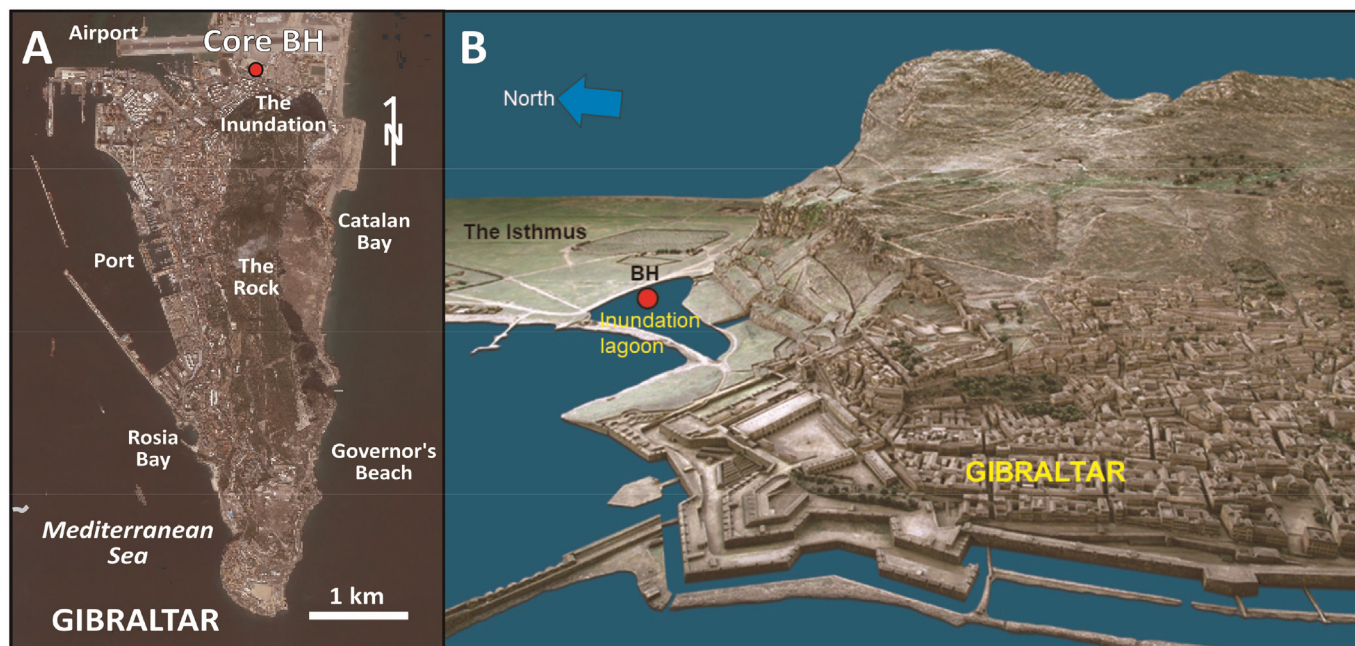 A
Airport
Core BH
The
Inundation
N
Catalan
Bay
Port
The
Rock
Rosia
Bay
Governor's
Beach
Mediterranean
Sea
1 km
GIBRALTAR
B
North
The Isthmus
BH
Inundation
lagoon
GIBRALTAR